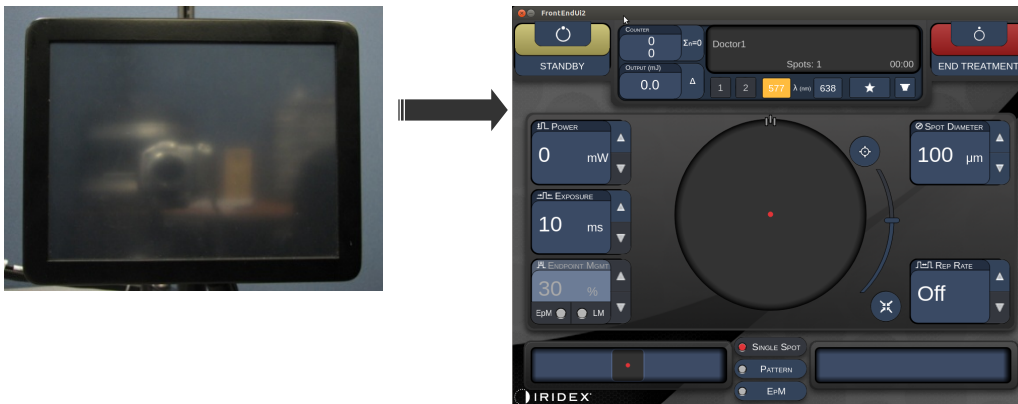 FrontEndUi2
STANDBY
COUNTER
0
0
Σn=0
OUTPUT (mJ)
0.0
Δ
Doctor1
Spots: 1 00:00
1 2 577 λ (nm) 638
END TREATMENT
POWER
0 mW
EXPOSURE
10 ms
ENDPOINT MGMT
30 %
EpM LM
SPOT DIAMETER
100 μm
REP RATE
Off
SINGLE SPOT
PATTERN
EPM
IRIDEX